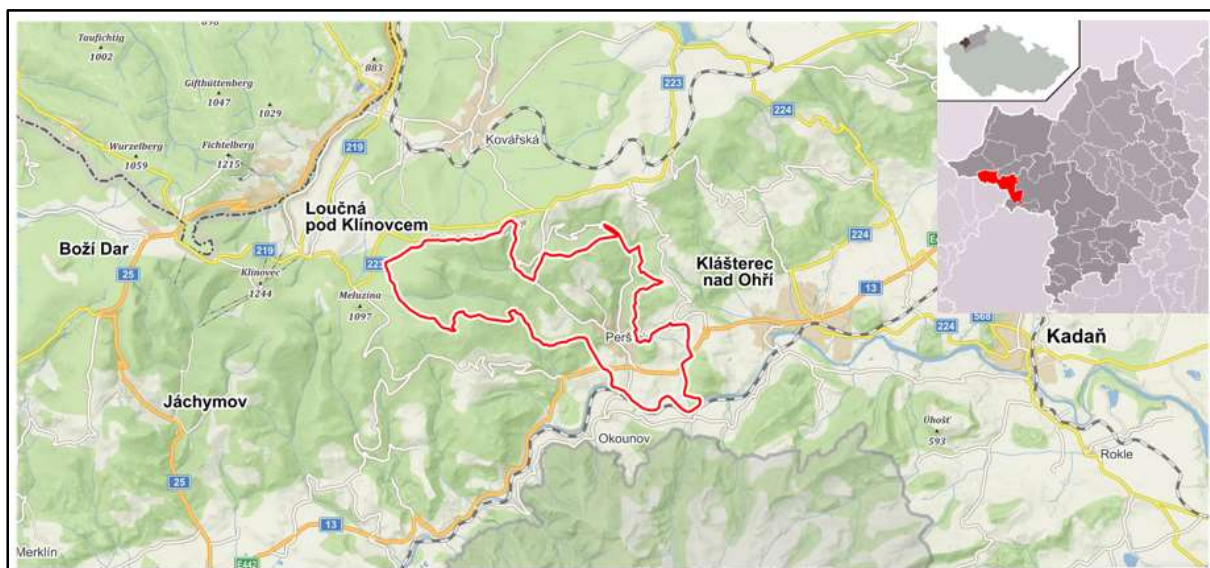 Taufichtig
1002
883
Gifthüttenberg
1047
1029
223
224
Kovářská
Wurzelberg
1059
Fichtelberg
1215
219
Loučná
pod Klínovcem
Boží Dar
219
223
25
Klínovec
1244
Meluzína
1097
Klášterec
nad Ohří
224
13
224
568
Kadaň
Jáchymov
Okounov
Úhošť
593
Rokle
25
13
Merklín
E442